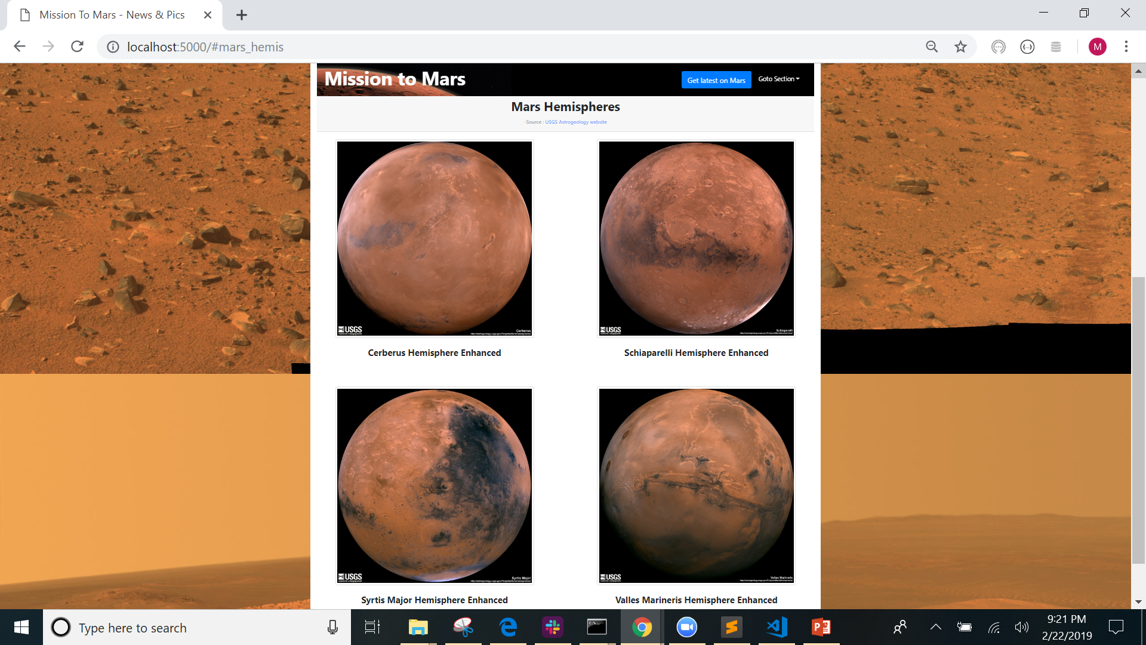 Mission To Mars - News & Pics
localhost:5000/#mars_hemis
M
Mission to Mars
Get latest on Mars
Goto Section
Mars Hemispheres
Source : USGS Astrogeology website
USGS
Cerberus
USGS
Schiaparelli
Cerberus Hemisphere Enhanced
Schiaparelli Hemisphere Enhanced
USGS
Syrtis Major
USGS
Valles Marineris
Syrtis Major Hemisphere Enhanced
Valles Marineris Hemisphere Enhanced
Type here to search
9:21 PM
2/22/2019